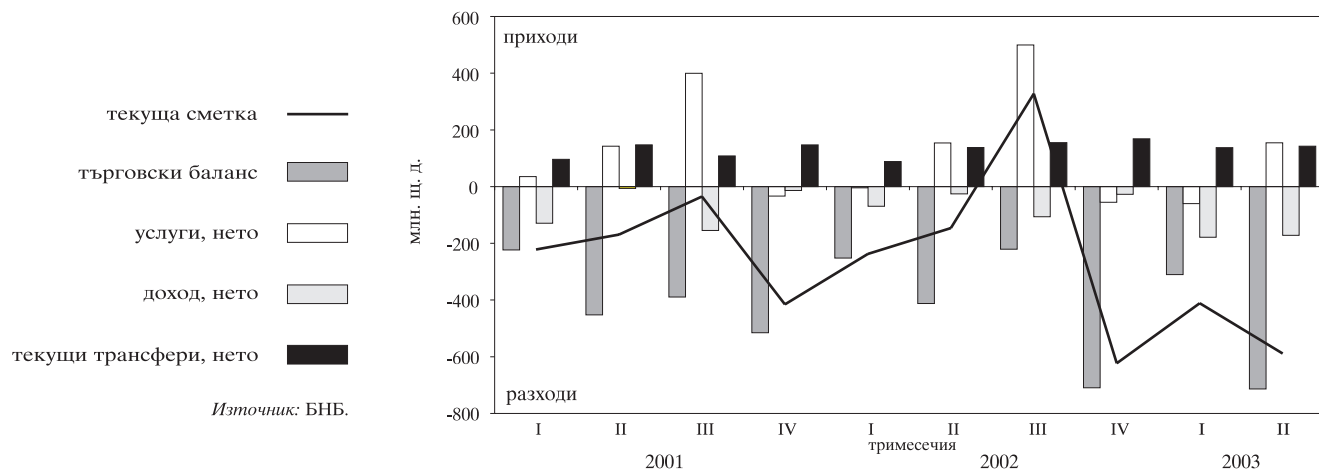 текуща сметка
търговски баланс
услуги, нето
доход, нето
текущи трансфери, нето
Източник: БНБ.
млн. щ. д.
600
400
200
0
-200
-400
-600
-800
приходи
разходи
I II III IV I II III IV I II
тримесечия
2001 2002 2003